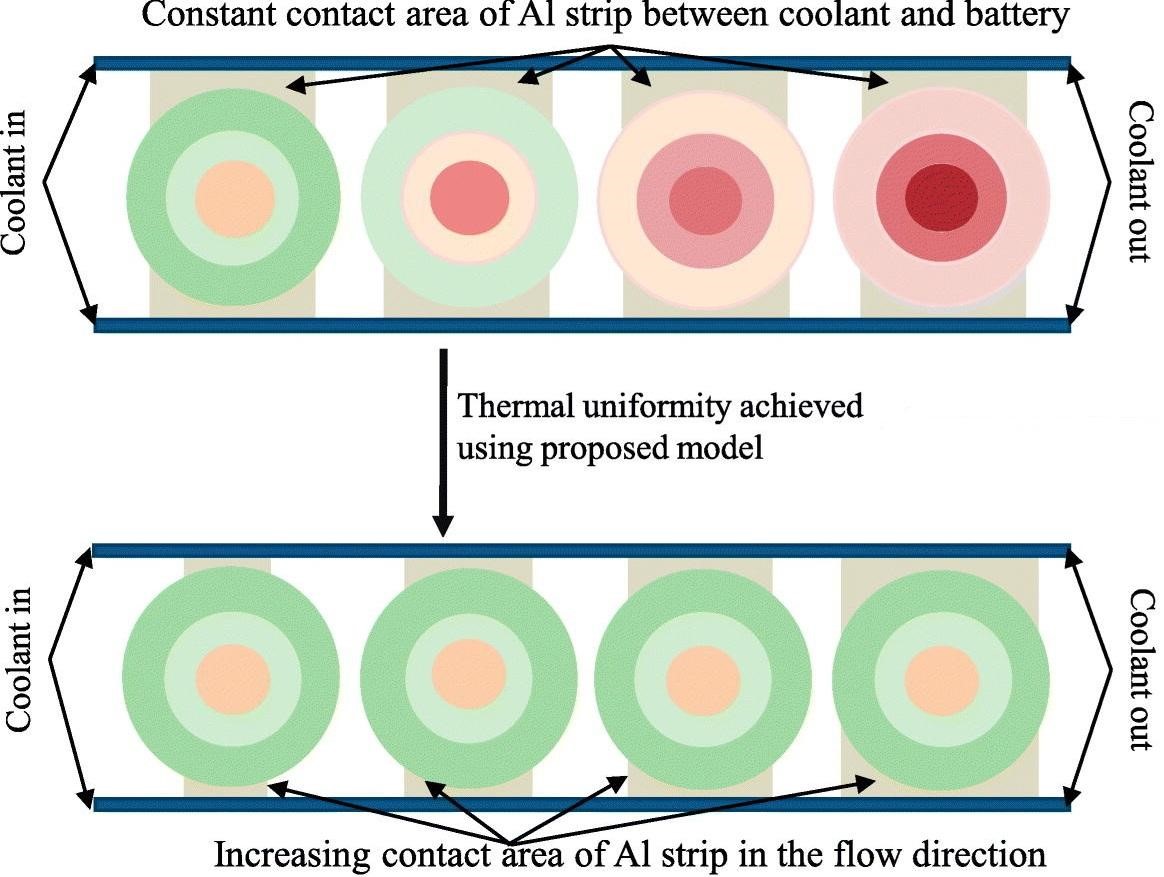 Constant contact area of Al strip between coolant and battery
Coolant in
Coolant out
Thermal uniformity achieved
using proposed model
Coolant in
Coolant out
Increasing contact area of Al strip in the flow direction